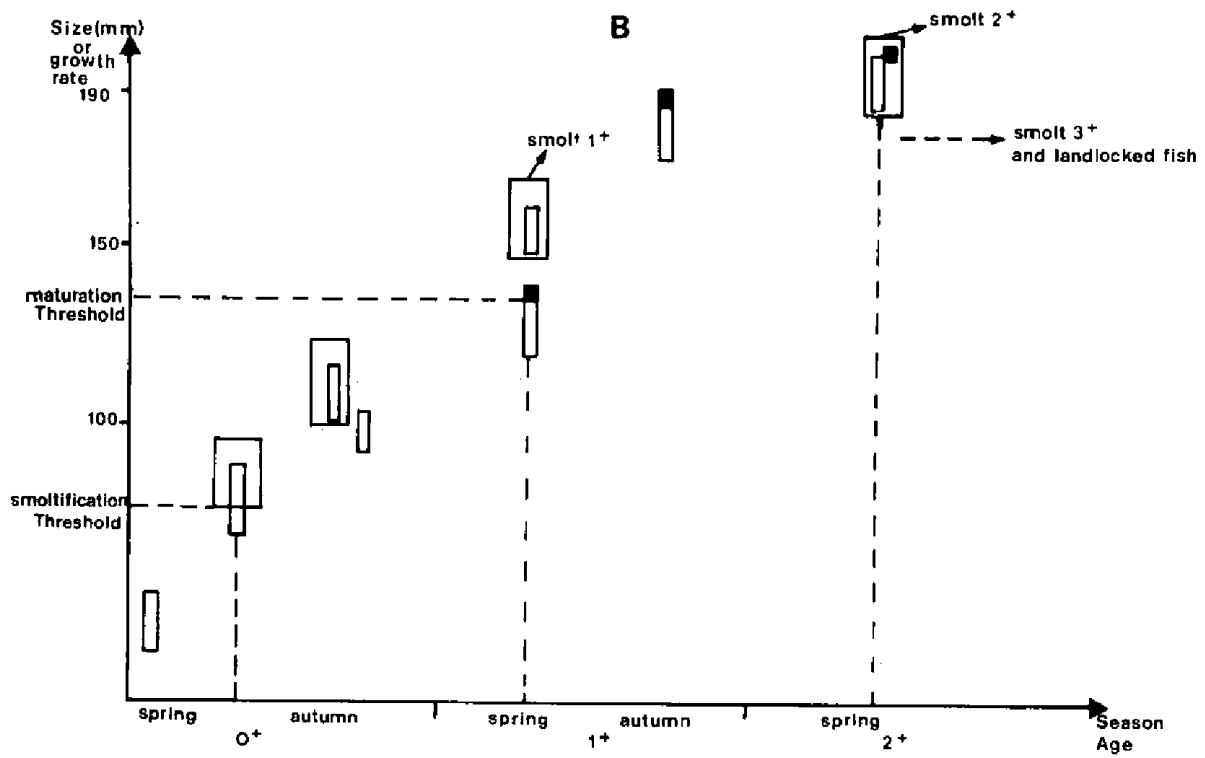 B
Size(mm)
or
growth
rate
190
150
maturation
Threshold
100
smoltification
Threshold
smolt 1+
smolt 2+
smolt 3+
and landlocked fish
spring
autumn
spring
autumn
spring
Season
0+
1+
2+
Age